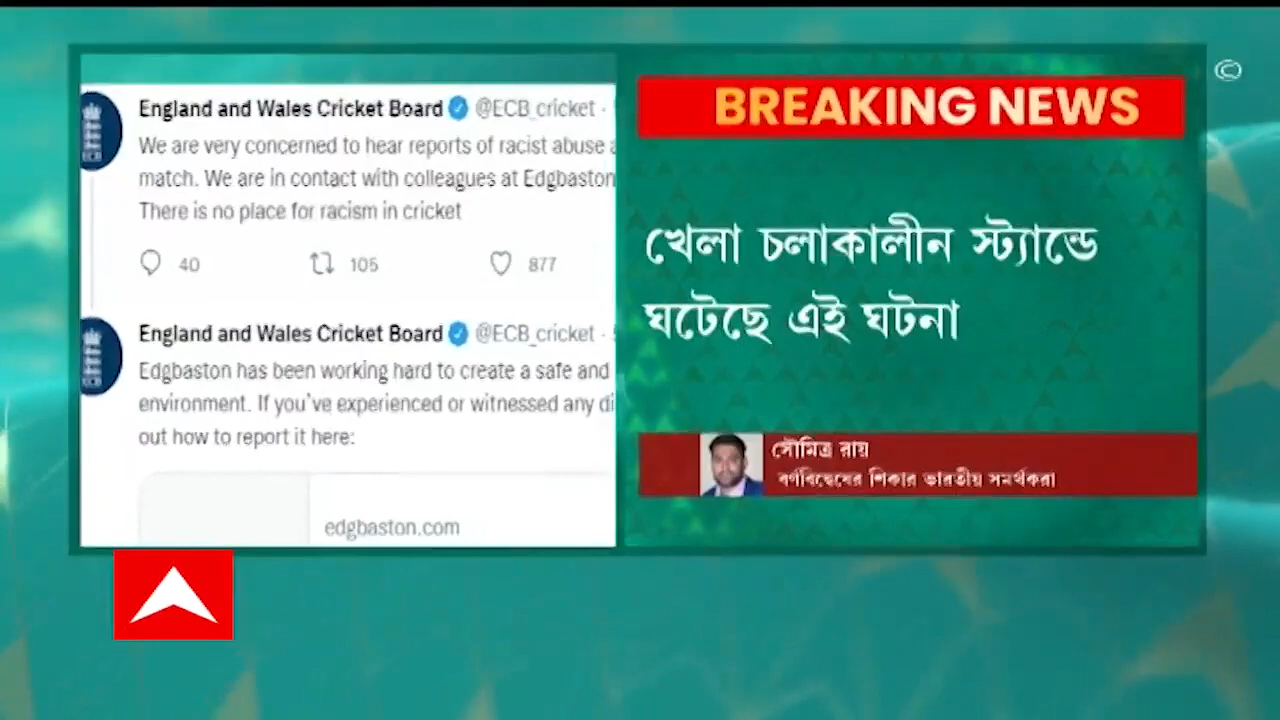 England and Wales Cricket Board @ECB_cricket ·
We are very concerned to hear reports of racist abuse a
match. We are in contact with colleagues at Edgbaston
There is no place for racism in cricket
40 105 877
England and Wales Cricket Board @ECB_cricket ·
Edgbaston has been working hard to create a safe and
environment. If you've experienced or witnessed any di
out how to report it here:
edgbaston.com
ECB
ECB
BREAKING NEWS
খেলা চলাকালীন স্ট্যান্ডে
ঘটেছে এই ঘটনা
সৌমিত্র রায়
বর্ণবিদ্বেষের শিকার ভারতীয় সমর্থকরা
©